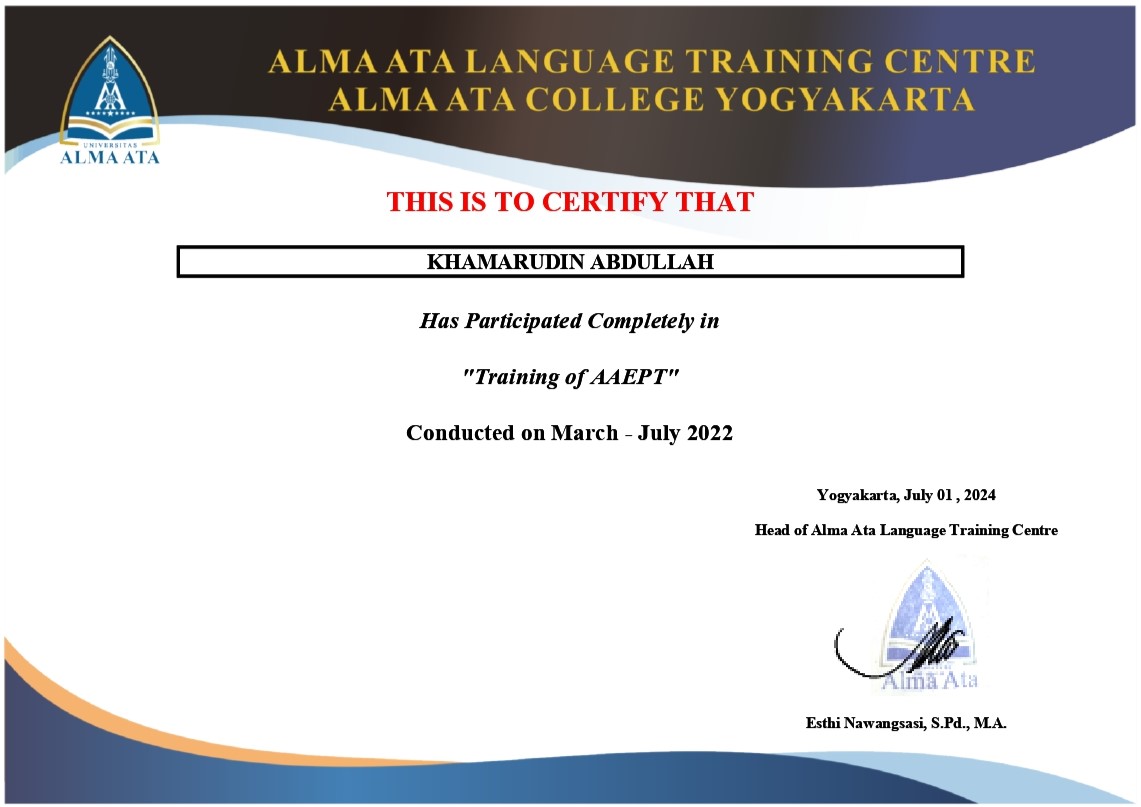 ALMA ATA LANGUAGE TRAINING CENTRE
ALMA ATA COLLEGE YOGYAKARTA
UNIVERSITAS
ALMA ATA
THIS IS TO CERTIFY THAT
KHAMARUDIN ABDULLAH
Has Participated Completely in
"Training of AAEPT"
Conducted on March - July 2022
Yogyakarta, July 01 , 2024
Head of Alma Ata Language Training Centre
Alma Ata
Esthi Nawangsasi, S.Pd., M.A.